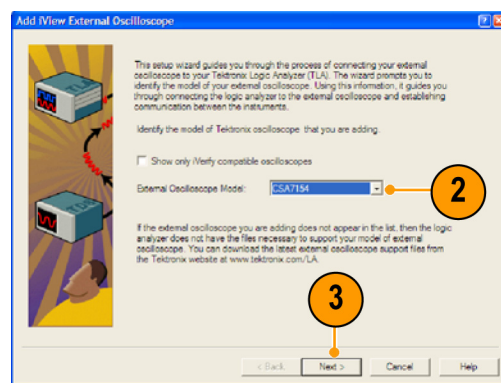 Add iView External Oscilloscope
This setup wizard guides you through the process of connecting your external
oscilloscope to your Tektronix Logic Analyzer (TLA). The wizard prompts you to
identify the model of your external oscilloscope. Using this information, it guides you
through connecting the logic analyzer to the external oscilloscope and establishing
communication between the instruments.
Identify the model of Tektronix oscilloscope that you are adding.
Show only iVerify compatible oscilloscopes
External Oscilloscope Model: CSA7154
2
If the external oscilloscope you are adding does not appear in the list, then the logic
analyzer does not have the files necessary to support your model of external
oscilloscope. You can download the latest external oscilloscope support files from
the Tektronix website at www.tektronix.com/LA.
3
< Back Next > Cancel Help